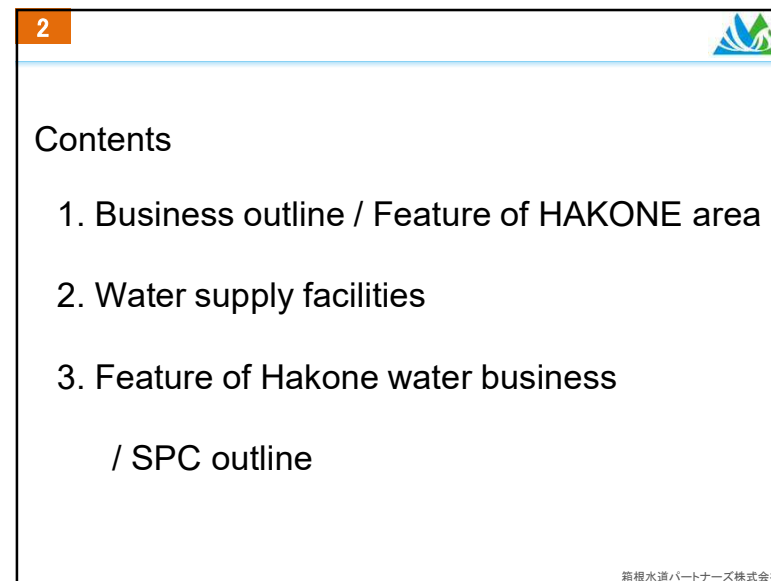 2
Contents
1. Business outline / Feature of HAKONE area
2. Water supply facilities
3. Feature of Hakone water business
/ SPC outline
箱根水道パートナーズ株式会